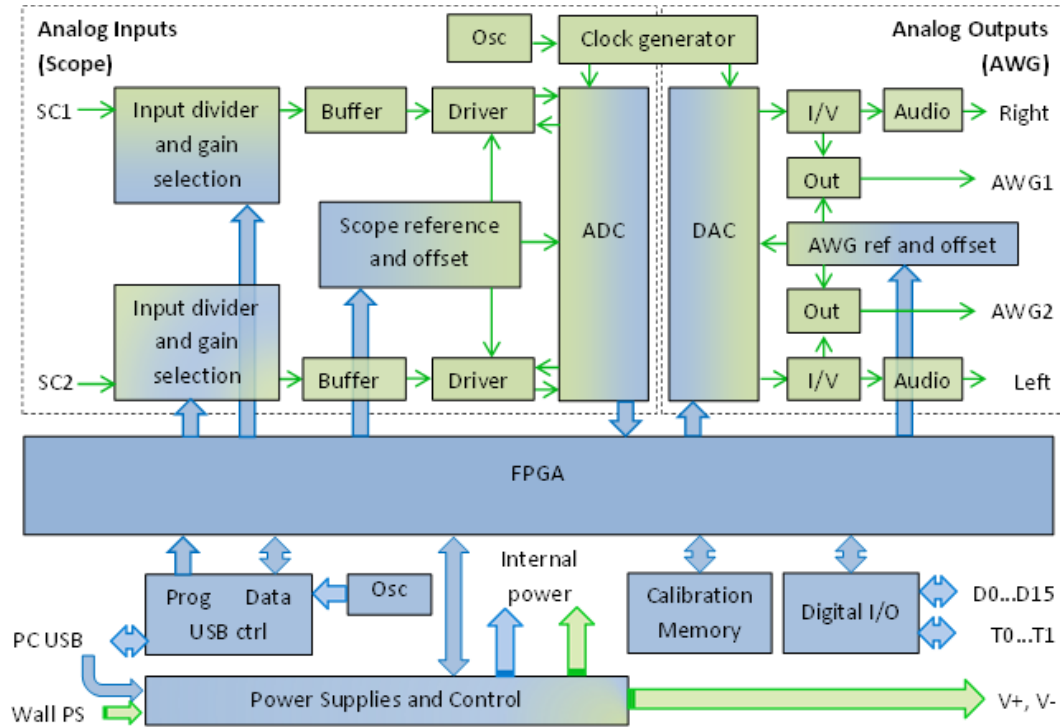 Analog Inputs
(Scope)
Osc
Clock generator
Analog Outputs
(AWG)
SC1
Input divider
and gain
selection
Buffer
Driver
ADC
DAC
I/V
Audio
Right
Out
AWG1
Scope reference
and offset
AWG ref and offset
Input divider
and gain
selection
Out
AWG2
SC2
Buffer
Driver
I/V
Audio
Left
FPGA
Prog Data
USB ctrl
Osc
Internal
power
Calibration
Memory
Digital I/O
D0...D15
T0...T1
PC USB
Wall PS
Power Supplies and Control
V+, V-